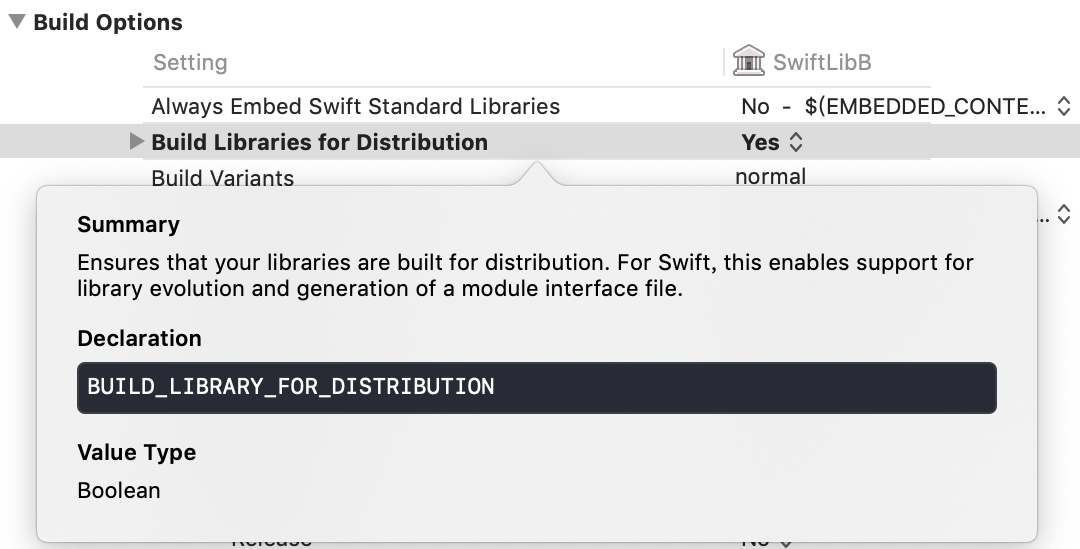 Build Options
Setting SwiftLibB
Always Embed Swift Standard Libraries No - $(EMBEDDED_CONTE...
Build Libraries for Distribution Yes
Build Variants normal
...
Summary
Ensures that your libraries are built for distribution. For Swift, this enables support for
library evolution and generation of a module interface file.
Declaration
BUILD_LIBRARY_FOR_DISTRIBUTION
Value Type
Boolean
Release No